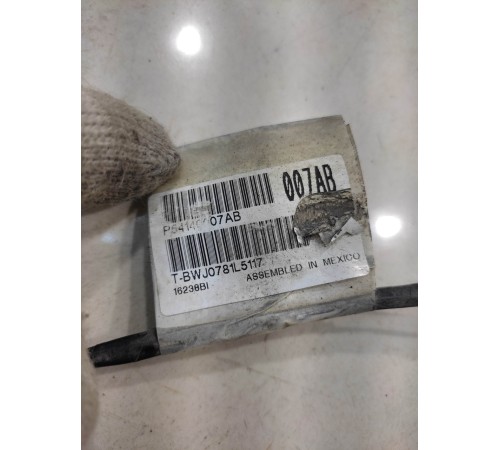 007AB
07AB
T-BWJ0781L5117
16238BI ASSEMBLED IN MEXICO